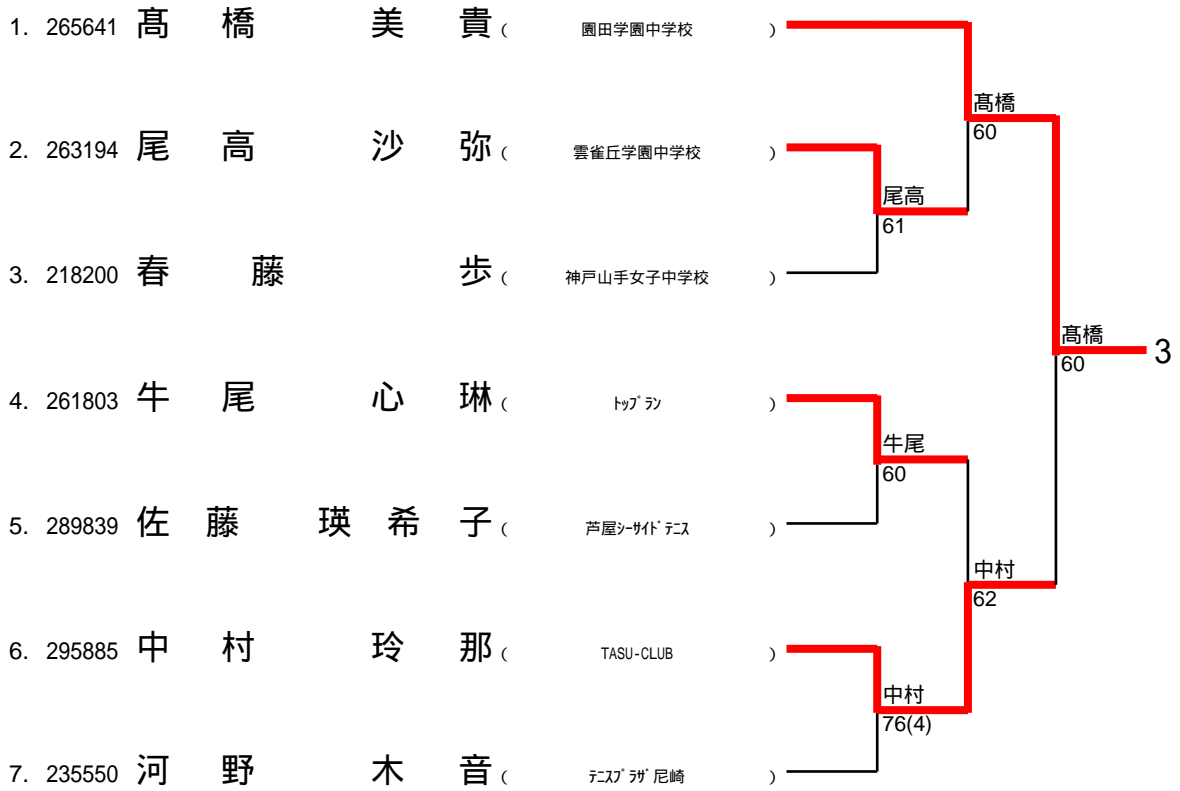 1. 265641 髙橋 美貴 ( 園田学園中学校 )
髙橋
60
2. 263194 尾高 沙弥 ( 雲雀丘学園中学校 )
尾高
61
3. 218200 春藤 歩 ( 神戸山手女子中学校 )
髙橋
60
3
4. 261803 牛尾 心琳 ( ﾄｯﾌﾟﾗﾝ )
牛尾
60
5. 289839 佐藤 瑛希子 ( 芦屋ｼｰｻｲﾄﾞﾃﾆｽ )
中村
62
6. 295885 中村 玲那 ( TASU-CLUB )
中村
76(4)
7. 235550 河野 木音 ( ﾃﾆｽﾌﾟﾗｻﾞ尼崎 )